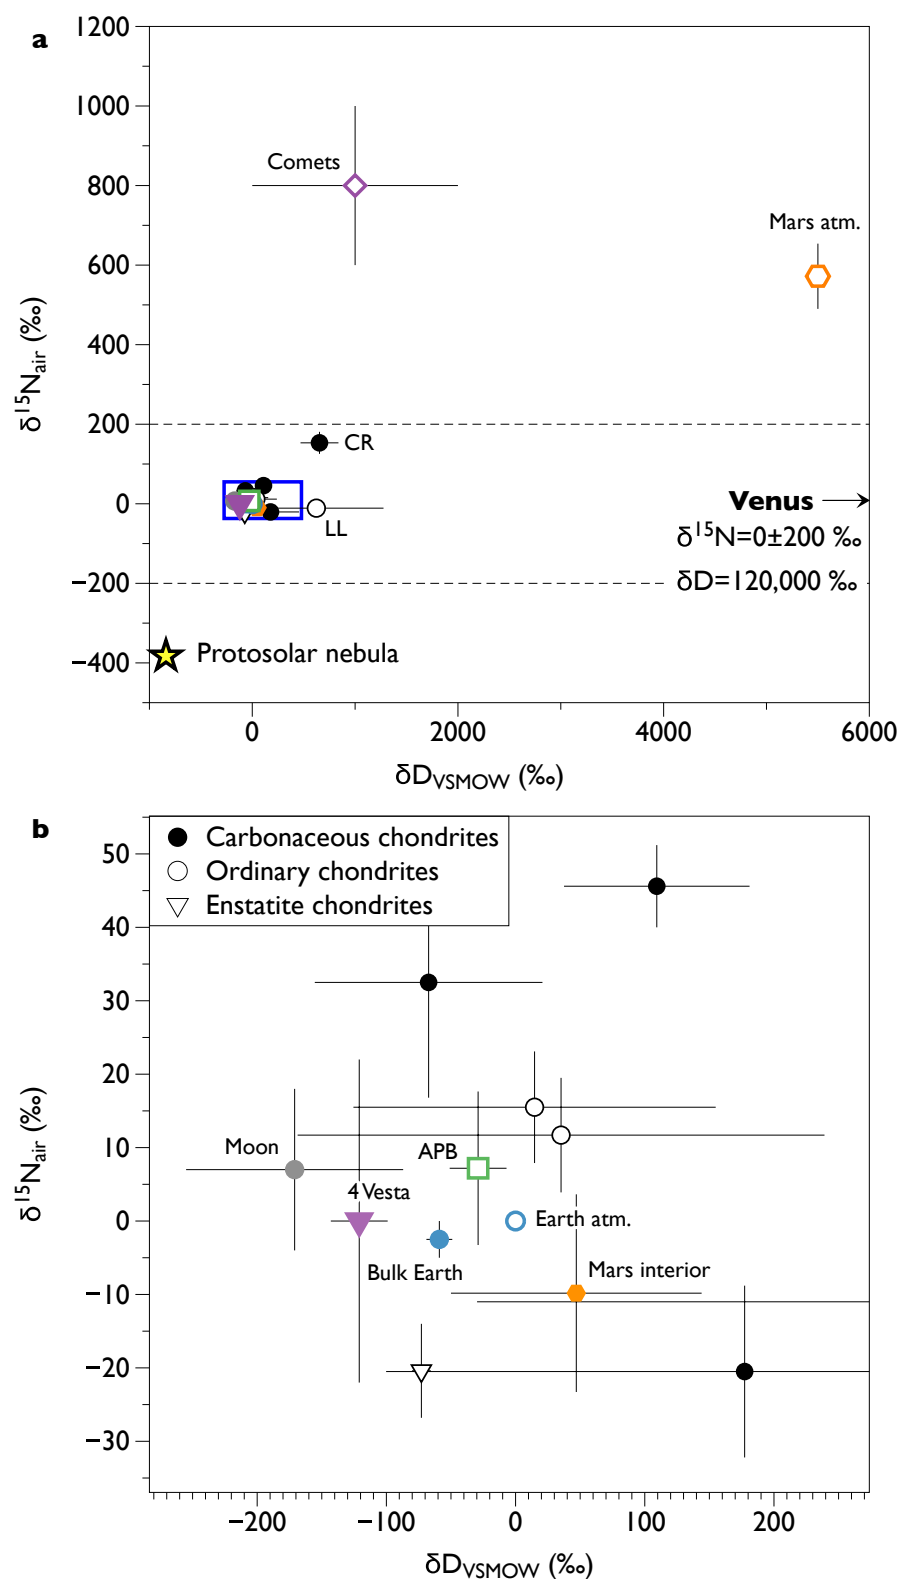 a
1200
1000
800
600
400
200
0
−200
−400
δ¹⁵Nair (‰)
Comets
Mars atm.
CR
LL
Venus
δ¹⁵N=0±200 ‰
δD=120,000 ‰
Protosolar nebula
0 2000 4000 6000
δDVSMOW (‰)
b
Carbonaceous chondrites
Ordinary chondrites
Enstatite chondrites
50
40
30
20
10
0
−10
−20
−30
δ¹⁵Nair (‰)
Moon
APB
4 Vesta
Earth atm.
Bulk Earth
Mars interior
−200 −100 0 100 200
δDVSMOW (‰)